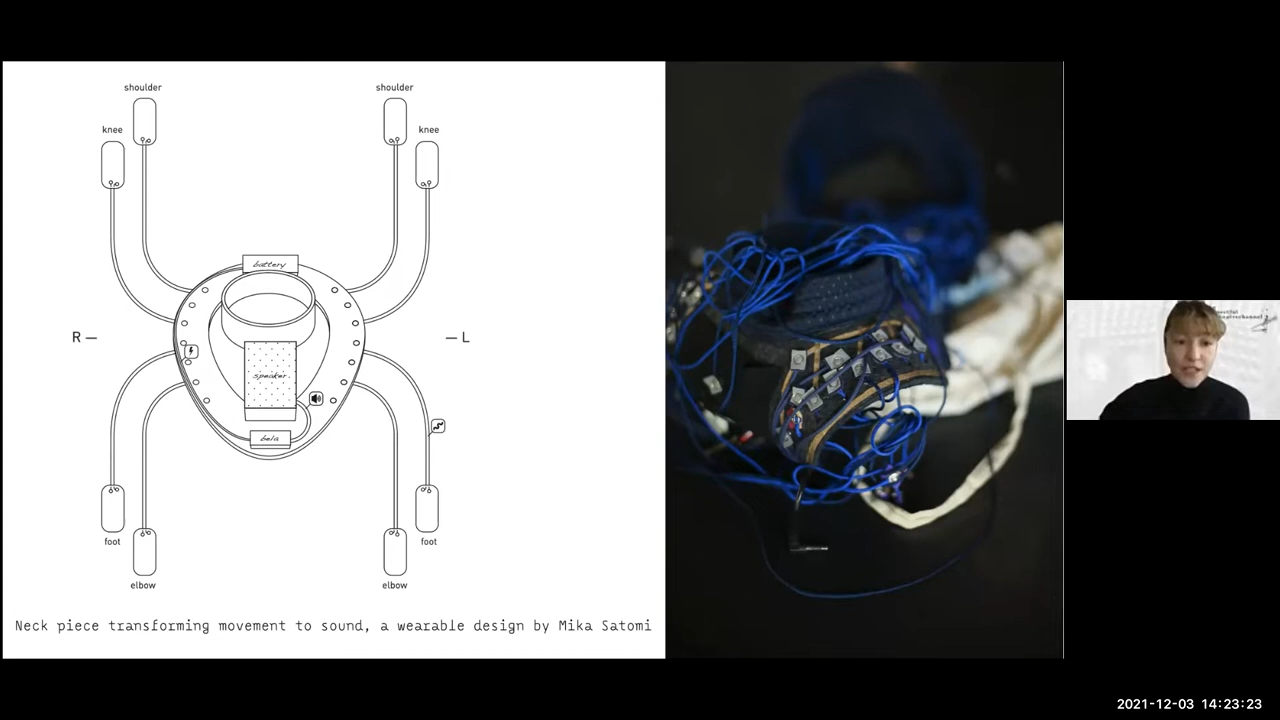 shoulder
shoulder
knee
knee
battery
R —
— L
speaker
bela
foot
foot
elbow
elbow
Neck piece transforming movement to sound, a wearable design by Mika Satomi
2021-12-03 14:23:23